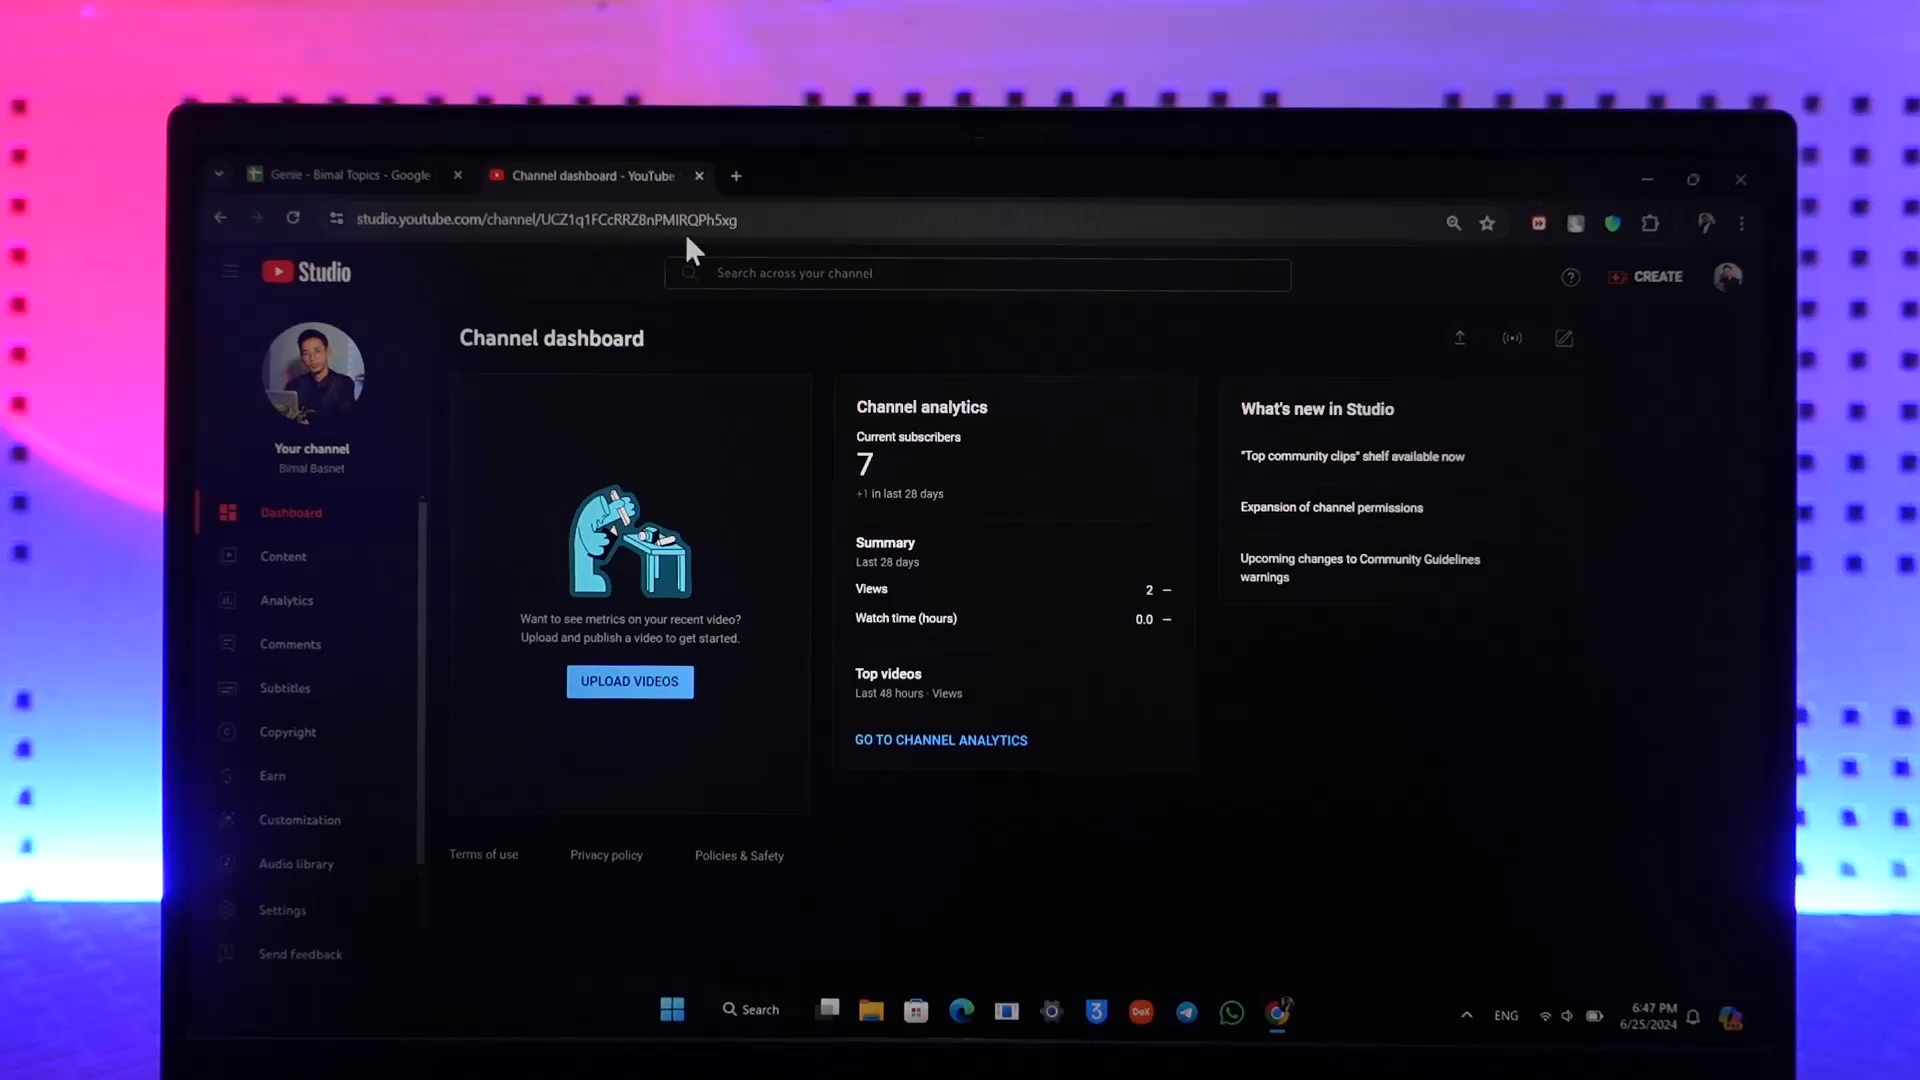 Genie - Bimal Topics - Google
Channel dashboard - YouTube
studio.youtube.com/channel/UCZ1q1FCcRRZ8nPMIRQPh5xg
Studio
Search across your channel
CREATE
Channel dashboard
Your channel
Bimal Basnet
Dashboard
Content
Analytics
Comments
Subtitles
Copyright
Earn
Customization
Audio library
Settings
Send feedback
Want to see metrics on your recent video?
Upload and publish a video to get started.
UPLOAD VIDEOS
Channel analytics
Current subscribers
7
+1 in last 28 days
Summary
Last 28 days
Views 2 —
Watch time (hours) 0.0 —
Top videos
Last 48 hours · Views
GO TO CHANNEL ANALYTICS
What's new in Studio
"Top community clips" shelf available now
Expansion of channel permissions
Upcoming changes to Community Guidelines
warnings
Terms of use
Privacy policy
Policies & Safety
Search
3
DeX
ENG
6:47 PM
6/25/2024